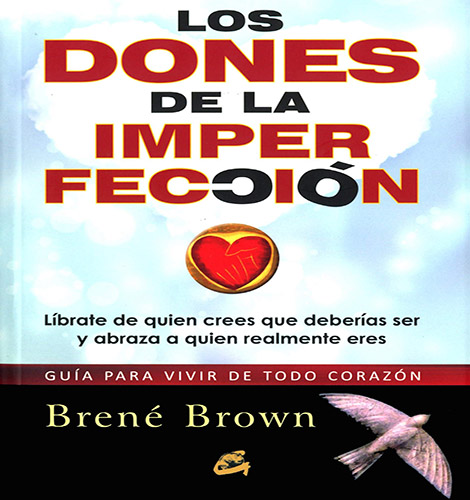 LOS
DONES
DE LA
IMPER
FECCIÓN
Líbrate de quien crees que deberías ser
y abraza a quien realmente eres
GUÍA PARA VIVIR DE TODO CORAZÓN
Brené Brown